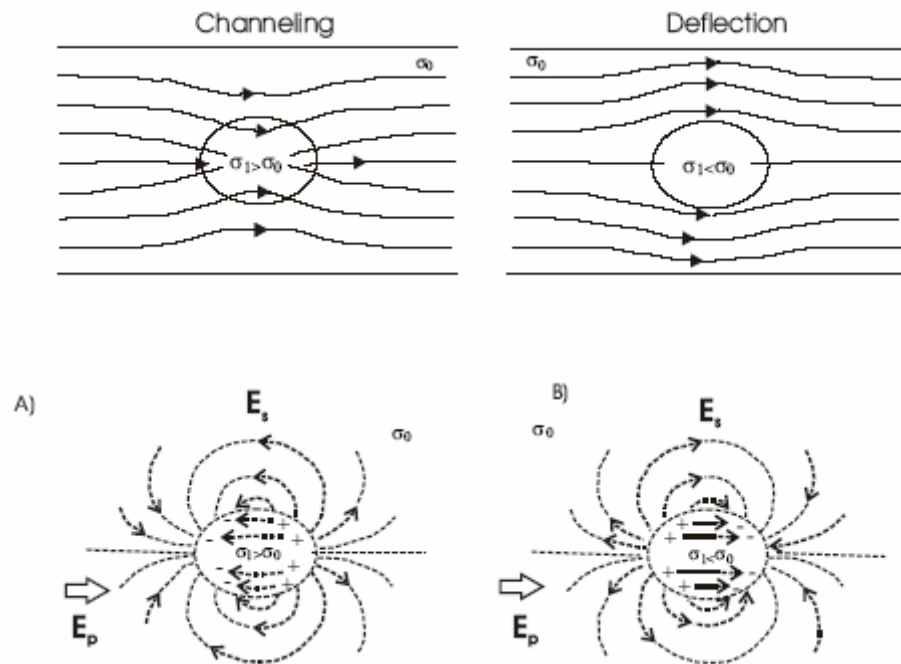 Channeling
Deflection
σ₀
σ₀
σ₁>σ₀
σ₁<σ₀
A)
Eₛ
σ₀
B)
Eₛ
σ₀
- +
- +
σ₁>σ₀
- +
+ -
+ -
σ₁<σ₀
+ -
+ -
Eₚ
Eₚ